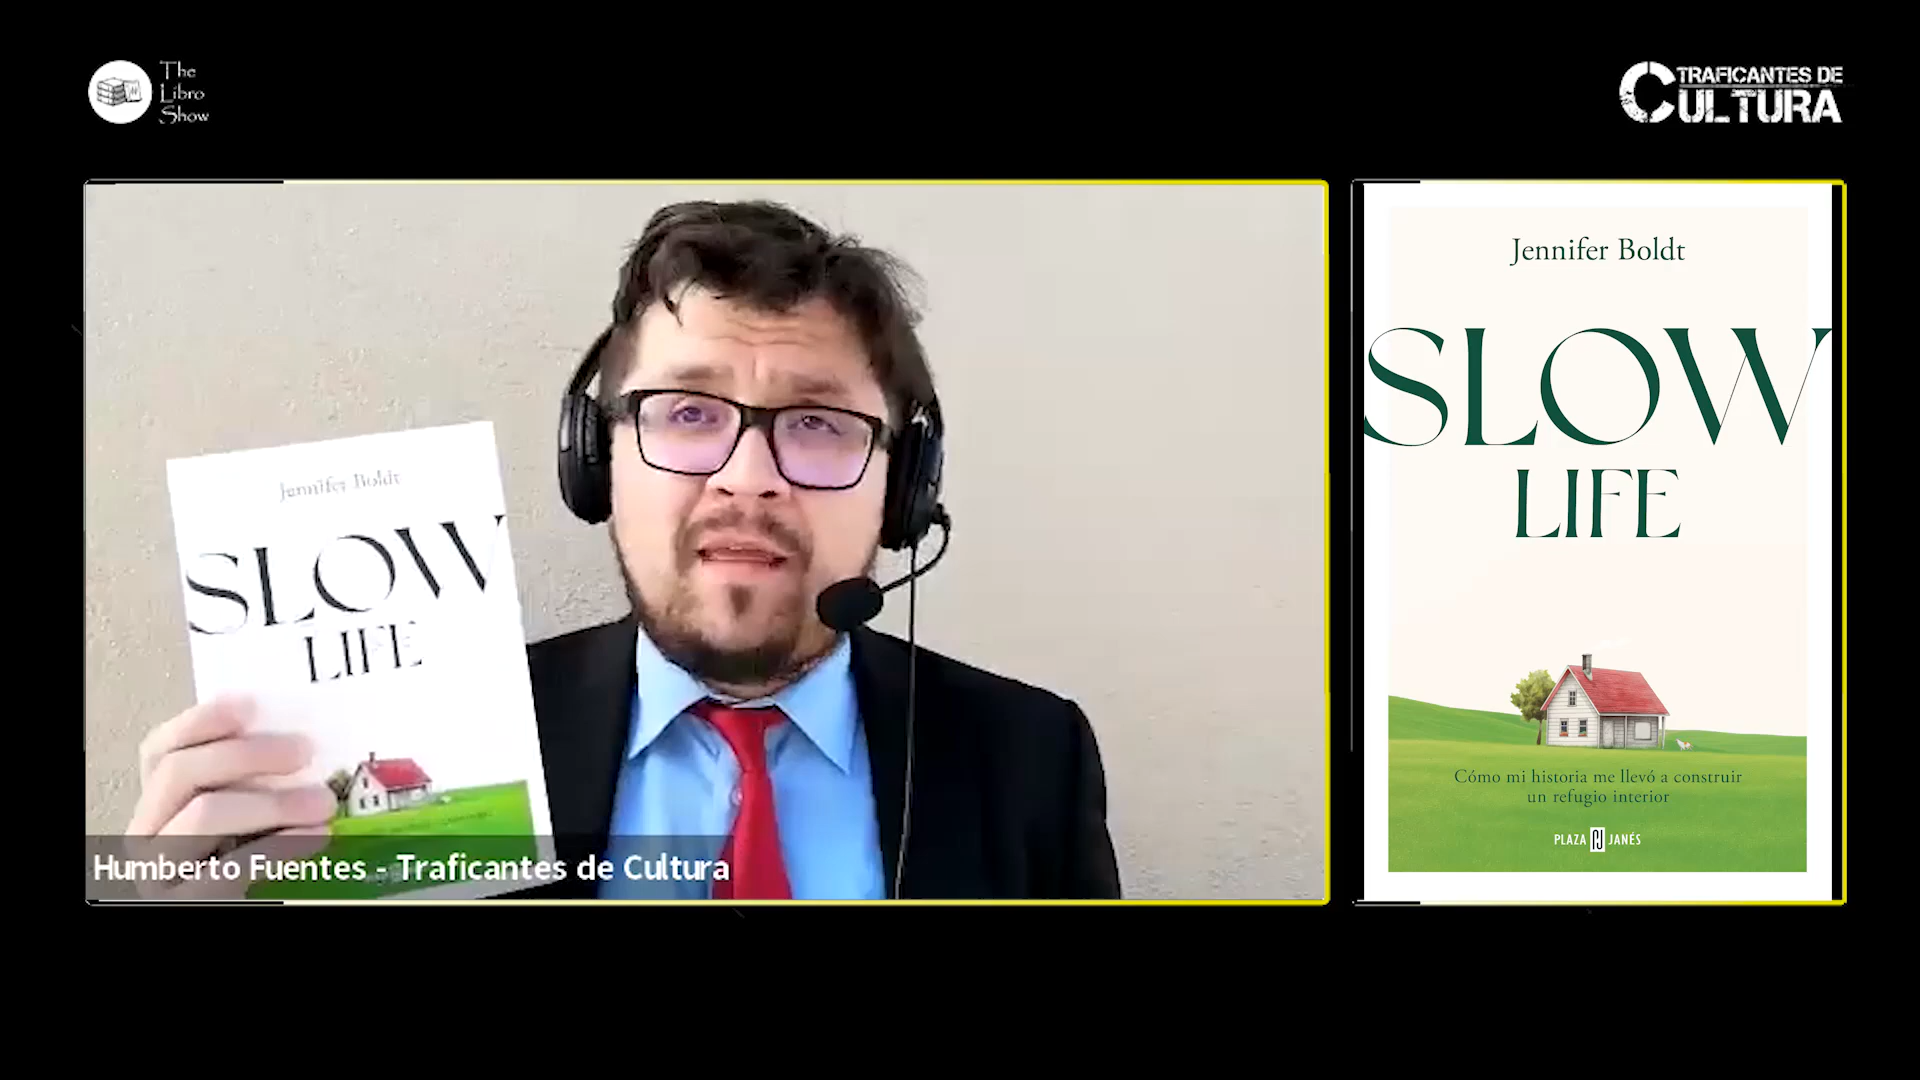 The
Libro
Show
TRAFICANTES DE
CULTURA
Jennifer Boldt
SLOW
LIFE
Humberto Fuentes - Traficantes de Cultura
Jennifer Boldt
SLOW
LIFE
Cómo mi historia me llevó a construir
un refugio interior
PLAZA JANÉS